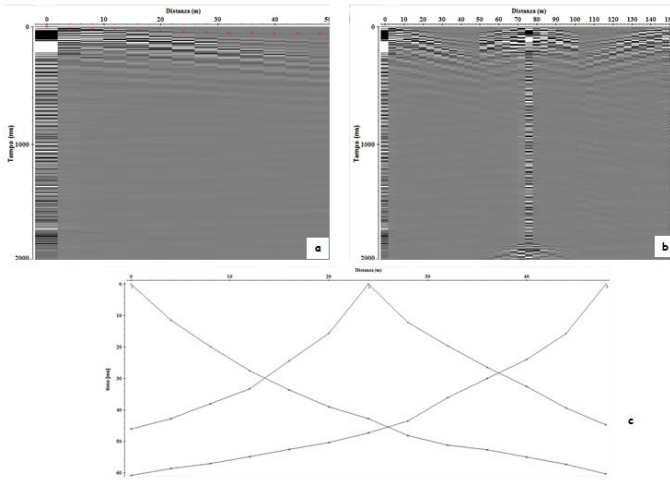 Distanza (m)
0 10 20 30 40 50
Tempo (ms)
0
1000
2000
a
Distanza (m)
0 10 20 30 40 50 60 70 80 90 100 110 120 130 140
Tempo (ms)
0
1000
2000
b
Distanza (m)
0 10 20 30 40
time [ms]
0
10
20
30
40
50
60
c